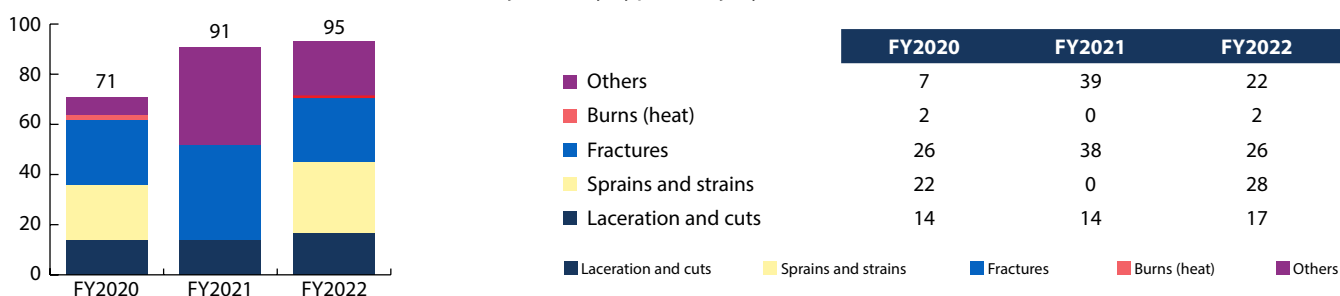 100
80
60
40
20
0
71
91
95
FY2020 FY2021 FY2022
FY2020 FY2021 FY2022
Others 7 39 22
Burns (heat) 2 0 2
Fractures 26 38 26
Sprains and strains 22 0 28
Laceration and cuts 14 14 17
Laceration and cuts Sprains and strains Fractures Burns (heat) Others